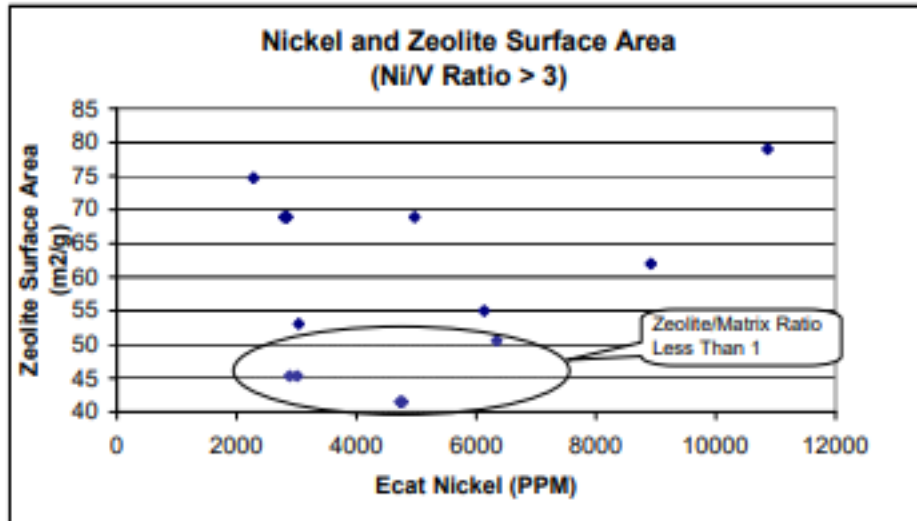 Nickel and Zeolite Surface Area
(Ni/V Ratio > 3)
Zeolite Surface Area
(m2/g)
85
80
75
70
65
60
55
50
45
40
Zeolite/Matrix Ratio
Less Than 1
0 2000 4000 6000 8000 10000 12000
Ecat Nickel (PPM)